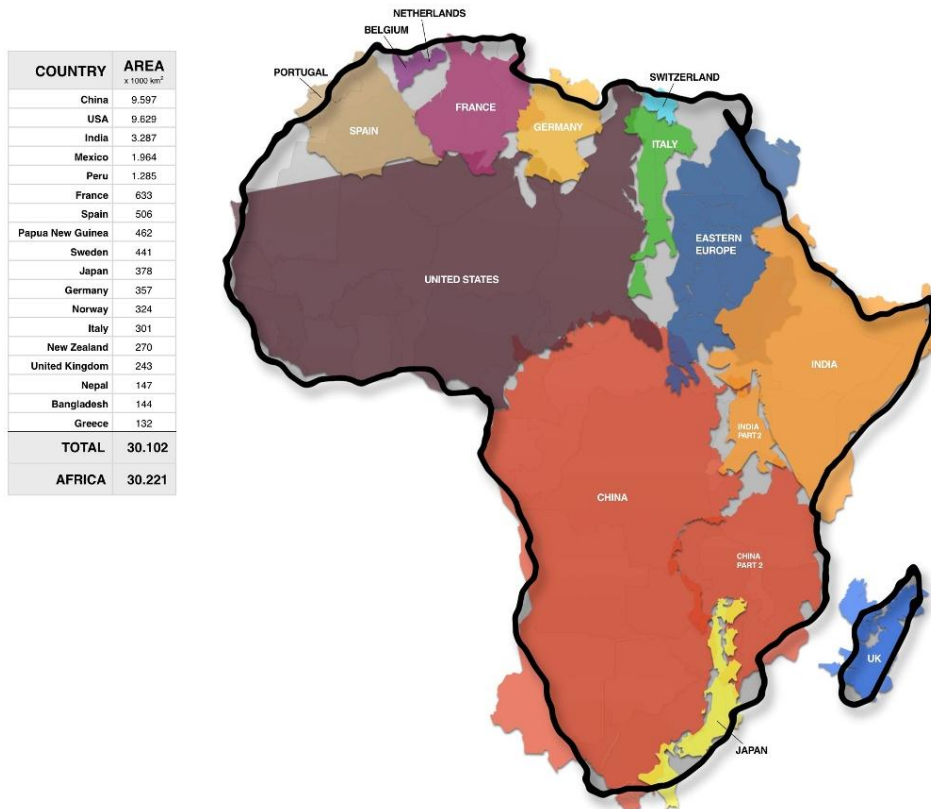 COUNTRY AREA
x 1000 km²
China 9.597
USA 9.629
India 3.287
Mexico 1.964
Peru 1.285
France 633
Spain 506
Papua New Guinea 462
Sweden 441
Japan 378
Germany 357
Norway 324
Italy 301
New Zealand 270
United Kingdom 243
Nepal 147
Bangladesh 144
Greece 132
TOTAL 30.102
AFRICA 30.221
NETHERLANDS
BELGIUM
PORTUGAL
SWITZERLAND
SPAIN
FRANCE
GERMANY
ITALY
EASTERN
EUROPE
UNITED STATES
INDIA
INDIA
PART 2
CHINA
CHINA
PART 2
UK
JAPAN